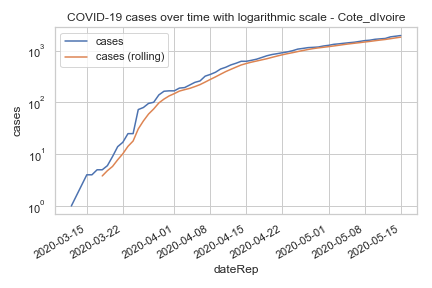 COVID-19 cases over time with logarithmic scale - Cote_dIvoire
cases
cases (rolling)
10³
10²
10¹
10⁰
cases
2020-03-15
2020-03-22
2020-04-01
2020-04-08
2020-04-15
2020-04-22
2020-05-01
2020-05-08
2020-05-15
dateRep